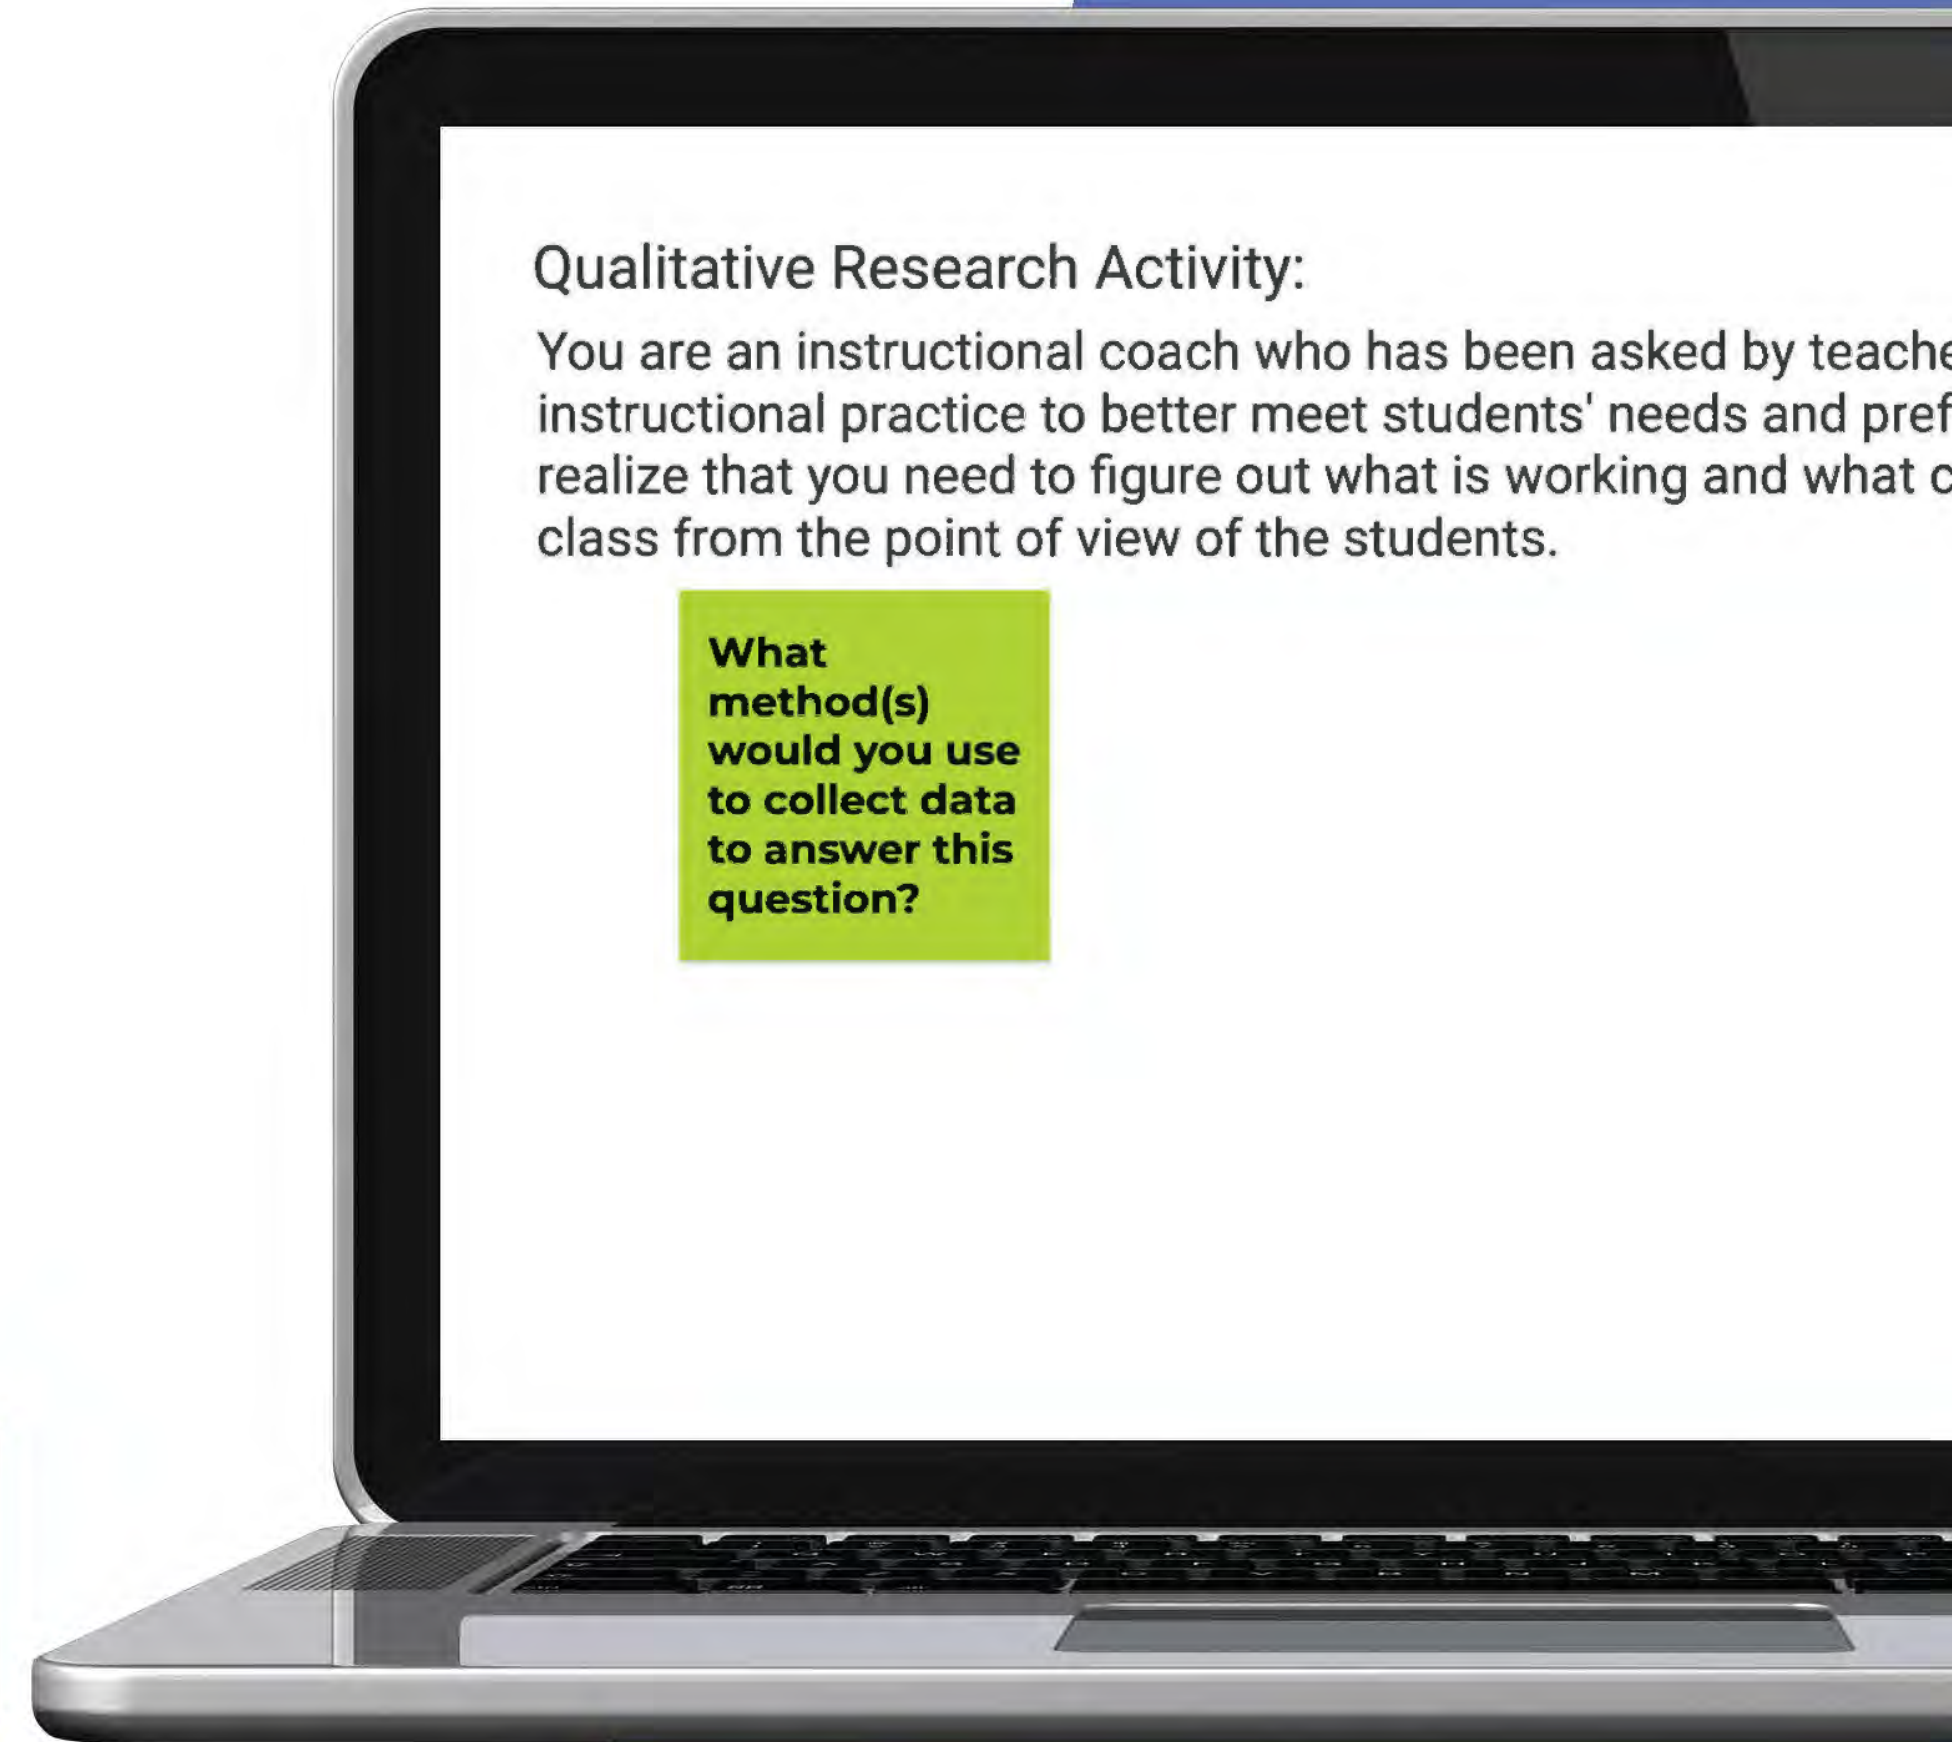 Qualitative Research Activity:
You are an instructional coach who has been asked by
instructional practice to better meet students' needs and
realize that you need to figure out what is working and what
class from the point of view of the students.
What
method(s)
would you use
to collect data
to answer this
question?